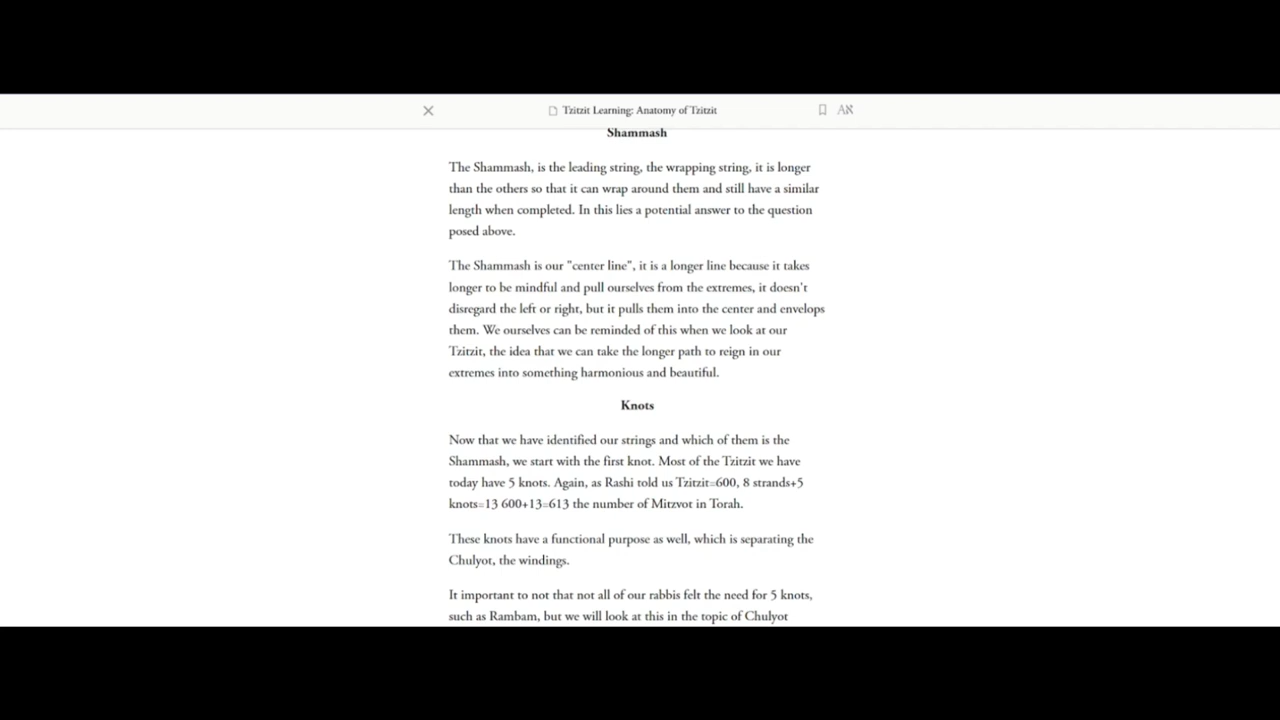 Tzitzit Learning: Anatomy of Tzitzit
Shammash
The Shammash, is the leading string, the wrapping string, it is longer
than the others so that it can wrap around them and still have a similar
length when completed. In this lies a potential answer to the question
posed above.
The Shammash is our "center line", it is a longer line because it takes
longer to be mindful and pull ourselves from the extremes, it doesn't
disregard the left or right, but it pulls them into the center and envelops
them. We ourselves can be reminded of this when we look at our
Tzitzit, the idea that we can take the longer path to reign in our
extremes into something harmonious and beautiful.
Knots
Now that we have identified our strings and which of them is the
Shammash, we start with the first knot. Most of the Tzitzit we have
today have 5 knots. Again, as Rashi told us Tzitzit=600, 8 strands+5
knots=13 600+13=613 the number of Mitzvot in Torah.
These knots have a functional purpose as well, which is separating the
Chulyot, the windings.
It important to not that not all of our rabbis felt the need for 5 knots,
such as Rambam, but we will look at this in the topic of Chulyot